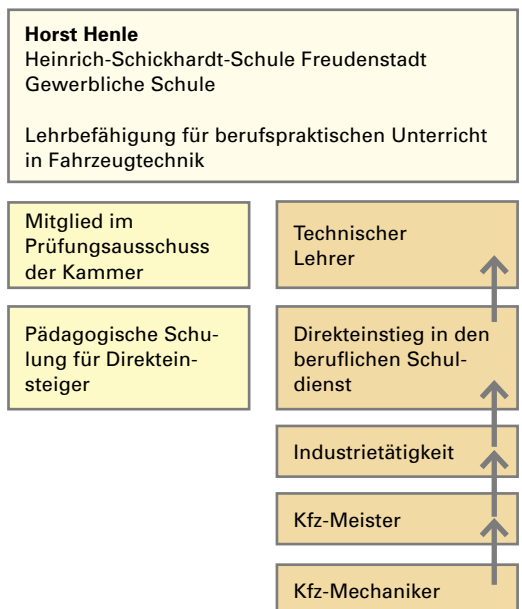 Horst Henle
Heinrich-Schickhardt-Schule Freudenstadt
Gewerbliche Schule
Lehrbefähigung für berufspraktischen Unterricht
in Fahrzeugtechnik
Mitglied im
Prüfungsausschuss
der Kammer
Technischer
Lehrer
Pädagogische Schu-
lung für Direktein-
steiger
Direkteinstieg in den
beruflichen Schul-
dienst
Industrietätigkeit
Kfz-Meister
Kfz-Mechaniker